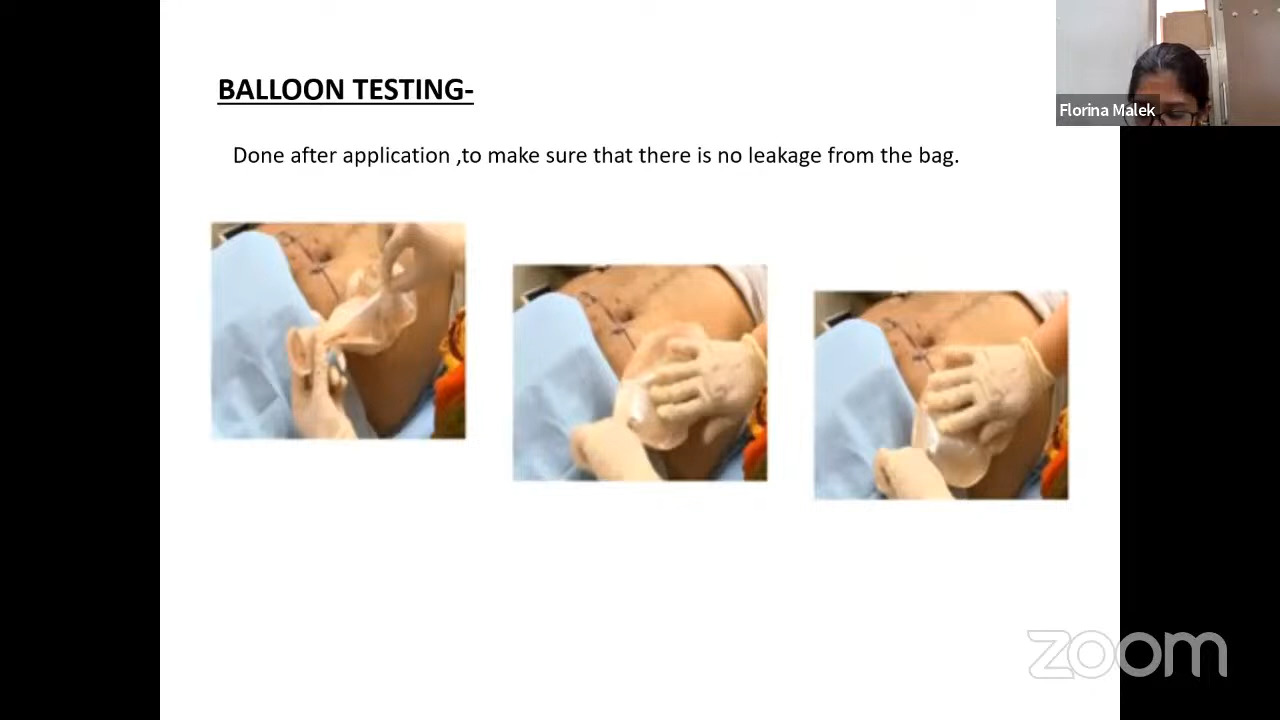 BALLOON TESTING-
Florina Malek
Done after application ,to make sure that there is no leakage from the bag.
zoom